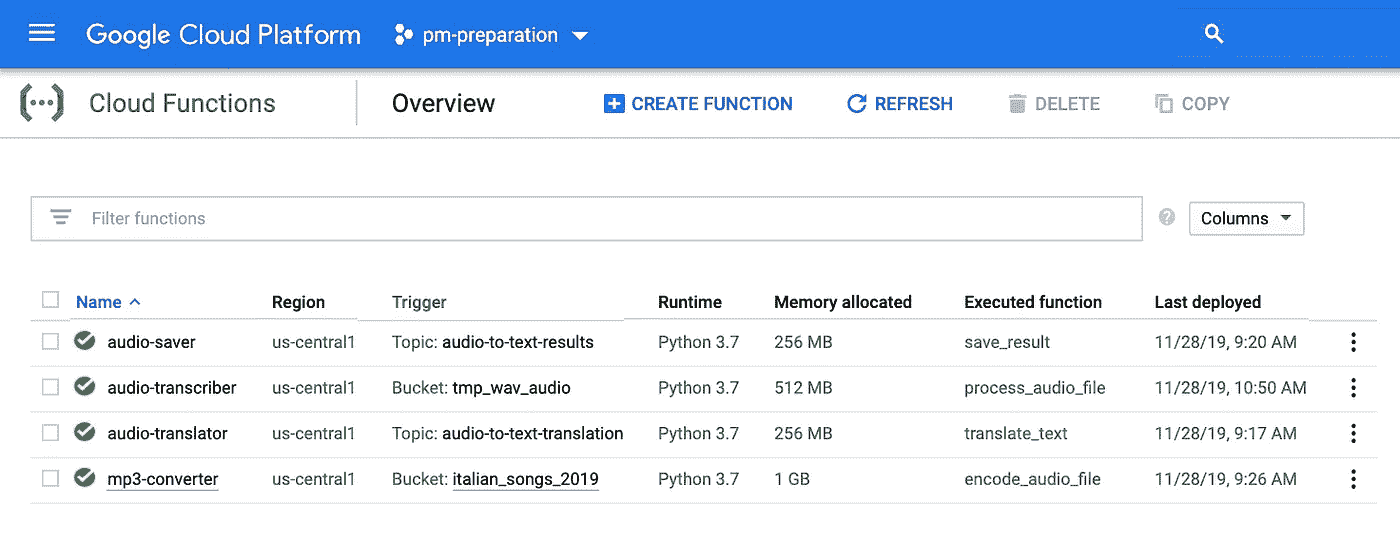 Google Cloud Platform pm-preparation
Cloud Functions Overview CREATE FUNCTION REFRESH DELETE COPY
Filter functions Columns
Name Region Trigger Runtime Memory allocated Executed function Last deployed
audio-saver us-central1 Topic: audio-to-text-results Python 3.7 256 MB save_result 11/28/19, 9:20 AM
audio-transcriber us-central1 Bucket: tmp_wav_audio Python 3.7 512 MB process_audio_file 11/28/19, 10:50 AM
audio-translator us-central1 Topic: audio-to-text-translation Python 3.7 256 MB translate_text 11/28/19, 9:17 AM
mp3-converter us-central1 Bucket: italian_songs_2019 Python 3.7 1 GB encode_audio_file 11/28/19, 9:26 AM